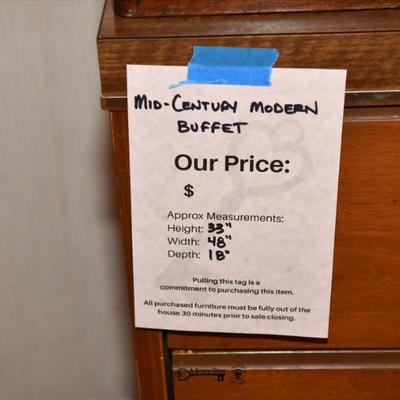 MID-CENTURY MODERN
BUFFET
Our Price:
$
Approx Measurements:
Height: 33"
Width: 48"
Depth: 18"
Pulling this tag is a
commitment to purchasing this item.
All purchased furniture must be fully out of the
house 30 minutes prior to sale closing.